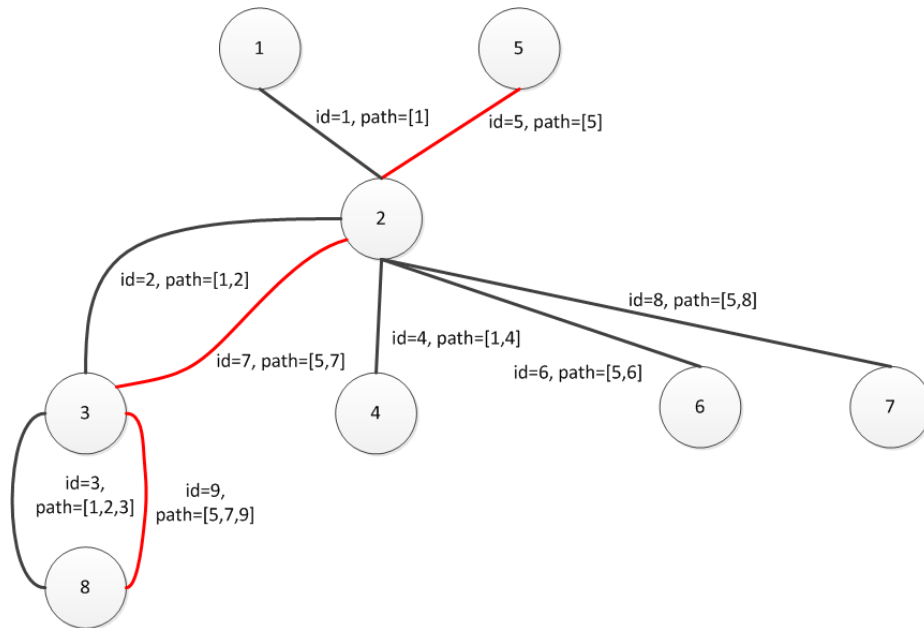 1
5
id=1, path=[1]
id=5, path=[5]
2
id=2, path=[1,2]
id=8, path=[5,8]
id=4, path=[1,4]
id=7, path=[5,7]
id=6, path=[5,6]
3
4
6
7
id=3,
path=[1,2,3]
id=9,
path=[5,7,9]
8